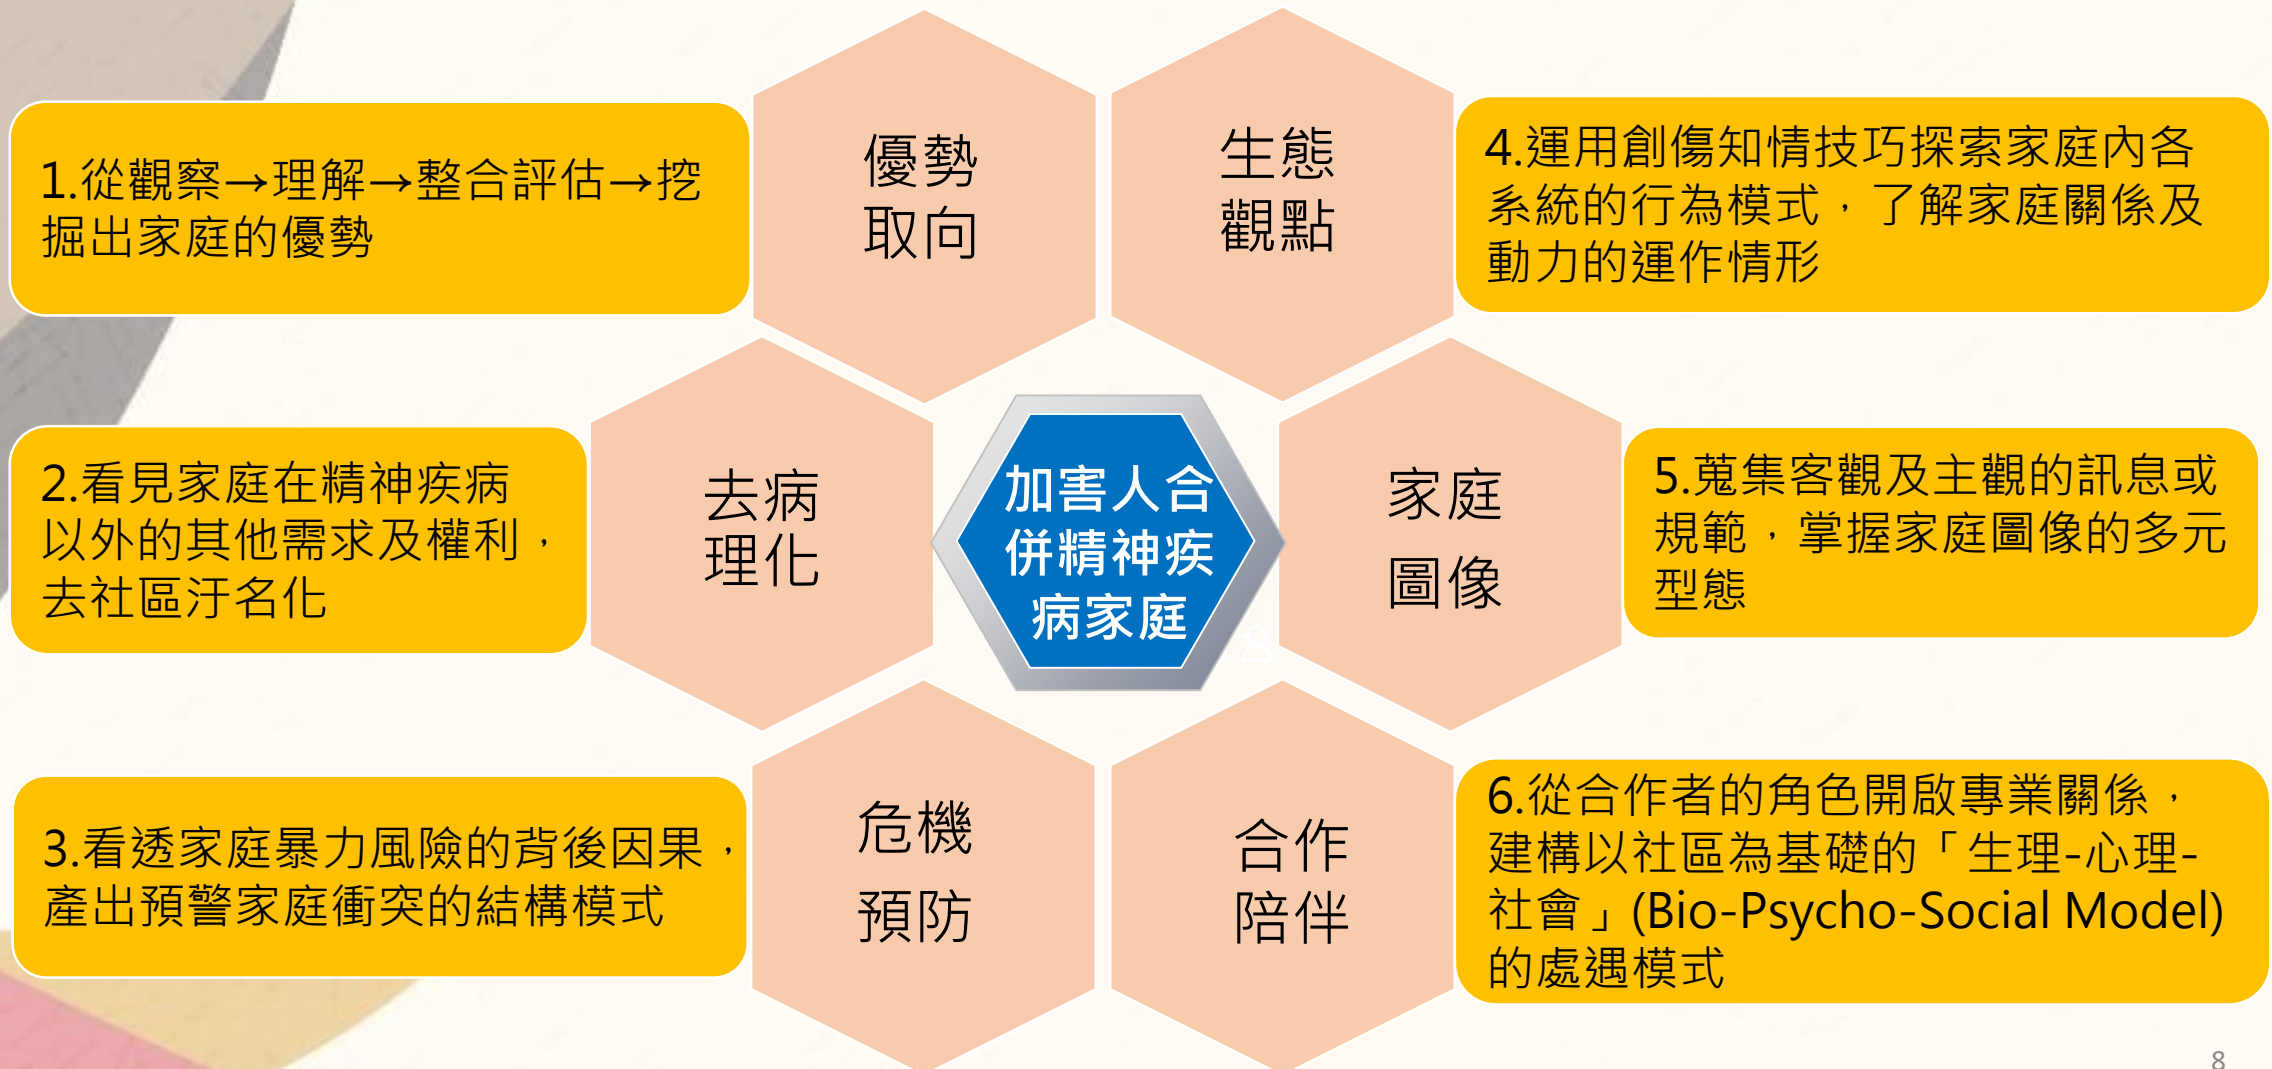 優勢
取向
1.從觀察→理解→整合評估→挖
掘出家庭的優勢
去病
理化
2.看見家庭在精神疾病
以外的其他需求及權利，
去社區汙名化
危機
預防
3.看透家庭暴力風險的背後因果，
產出預警家庭衝突的結構模式
加害人合
併精神疾
病家庭
生態
觀點
4.運用創傷知情技巧探索家庭內各
系統的行為模式，了解家庭關係及
動力的運作情形
家庭
圖像
5.蒐集客觀及主觀的訊息或
規範，掌握家庭圖像的多元
型態
合作
陪伴
6.從合作者的角色開啟專業關係，
建構以社區為基礎的「生理-心理-
社會」(Bio-Psycho-Social Model)
的處遇模式
8